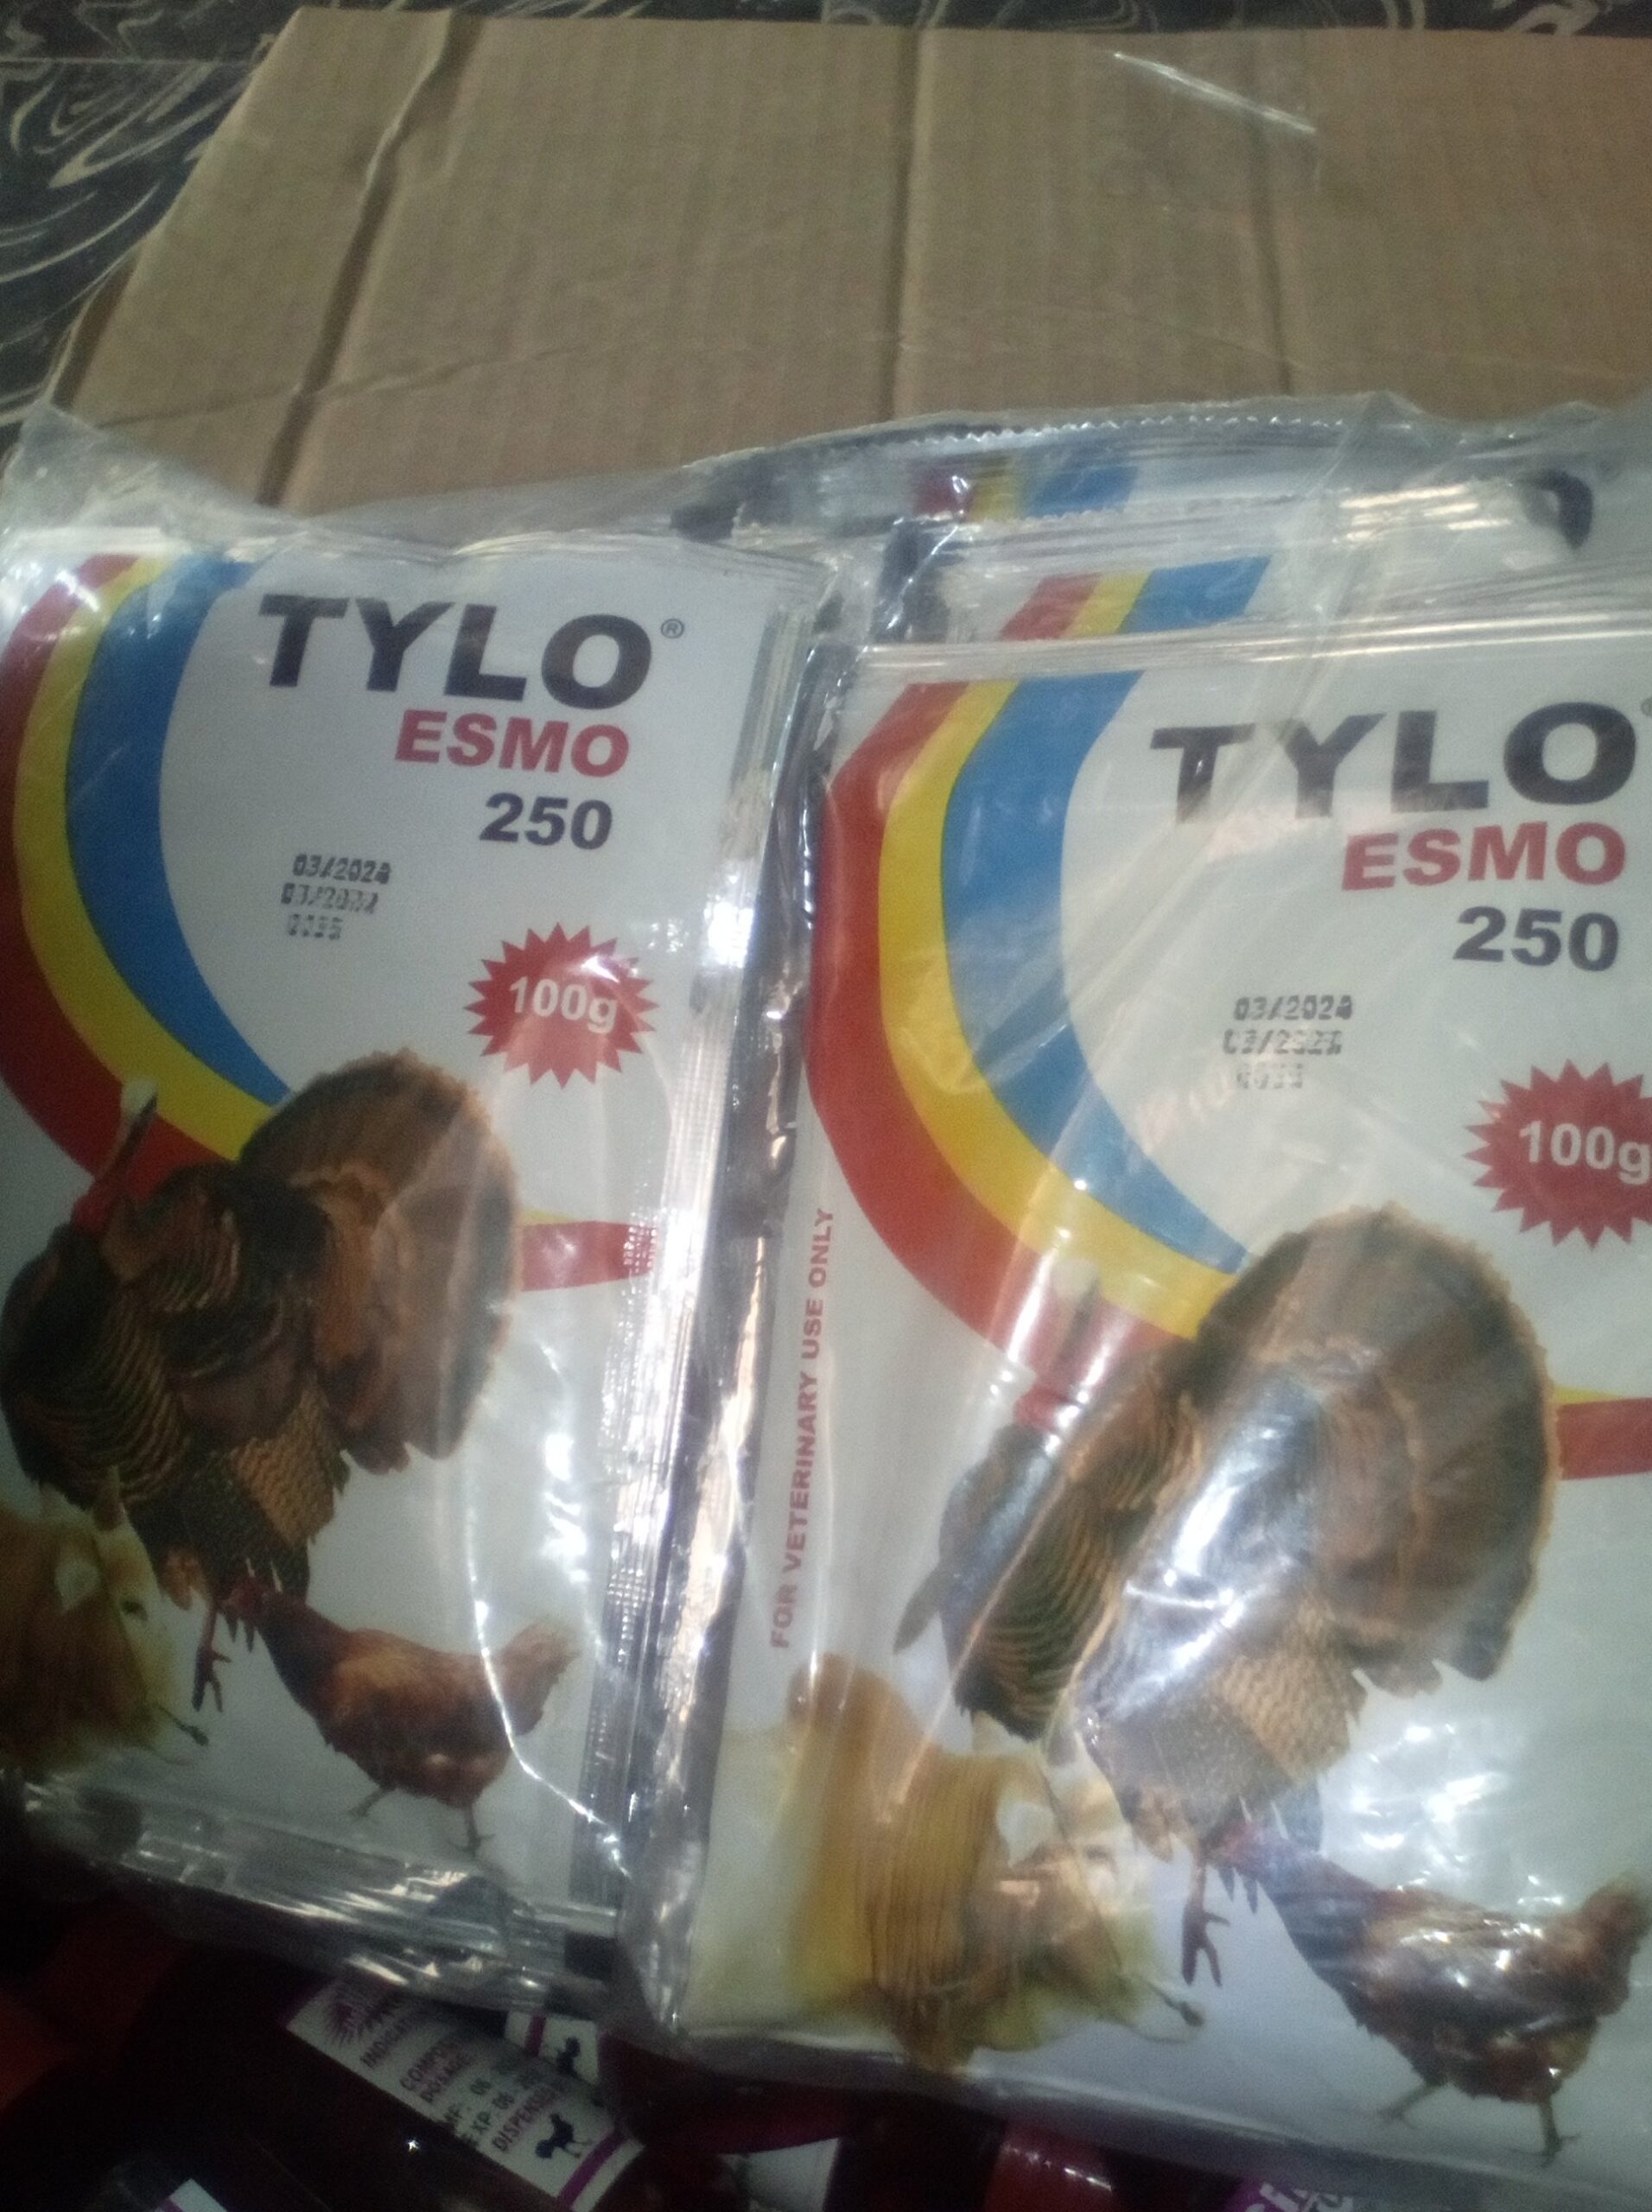 TYLO®
ESMO
250
03/2024
100g
TYLO
ESMO
250
03/2024
100g
FOR VETERINARY USE ONLY